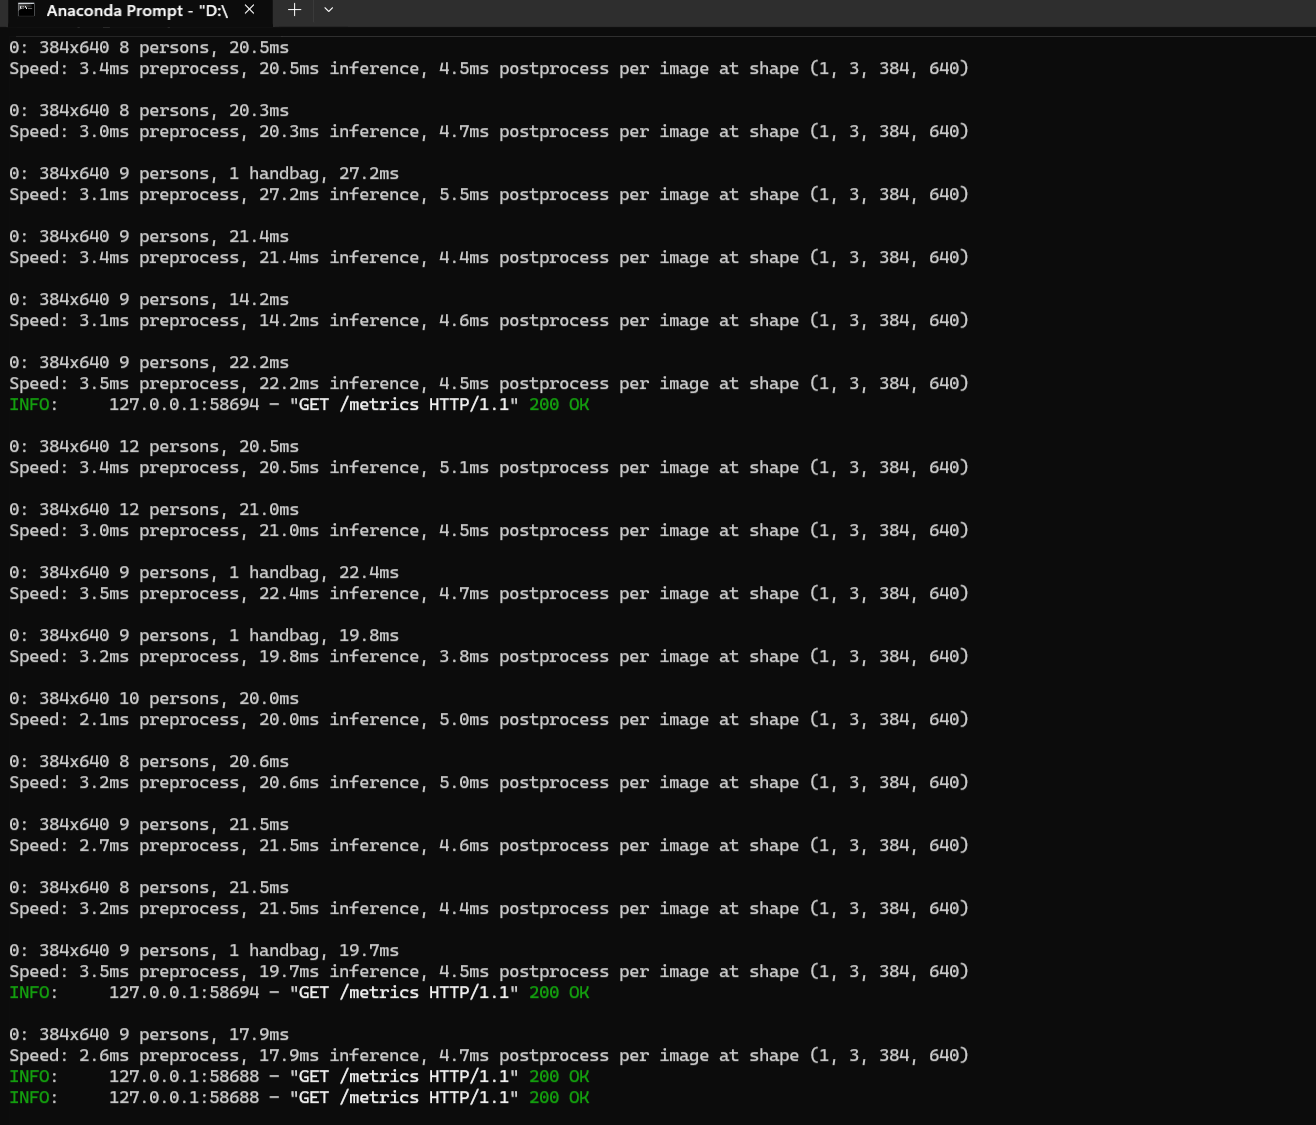 Anaconda Prompt - "D:\
0: 384x640 8 persons, 20.5ms
Speed: 3.4ms preprocess, 20.5ms inference, 4.5ms postprocess per image at shape (1, 3, 384, 640)
0: 384x640 8 persons, 20.3ms
Speed: 3.0ms preprocess, 20.3ms inference, 4.7ms postprocess per image at shape (1, 3, 384, 640)
0: 384x640 9 persons, 1 handbag, 27.2ms
Speed: 3.1ms preprocess, 27.2ms inference, 5.5ms postprocess per image at shape (1, 3, 384, 640)
0: 384x640 9 persons, 21.4ms
Speed: 3.4ms preprocess, 21.4ms inference, 4.4ms postprocess per image at shape (1, 3, 384, 640)
0: 384x640 9 persons, 14.2ms
Speed: 3.1ms preprocess, 14.2ms inference, 4.6ms postprocess per image at shape (1, 3, 384, 640)
0: 384x640 9 persons, 22.2ms
Speed: 3.5ms preprocess, 22.2ms inference, 4.5ms postprocess per image at shape (1, 3, 384, 640)
INFO:     127.0.0.1:58694 - "GET /metrics HTTP/1.1" 200 OK
0: 384x640 12 persons, 20.5ms
Speed: 3.4ms preprocess, 20.5ms inference, 5.1ms postprocess per image at shape (1, 3, 384, 640)
0: 384x640 12 persons, 21.0ms
Speed: 3.0ms preprocess, 21.0ms inference, 4.5ms postprocess per image at shape (1, 3, 384, 640)
0: 384x640 9 persons, 1 handbag, 22.4ms
Speed: 3.5ms preprocess, 22.4ms inference, 4.7ms postprocess per image at shape (1, 3, 384, 640)
0: 384x640 9 persons, 1 handbag, 19.8ms
Speed: 3.2ms preprocess, 19.8ms inference, 3.8ms postprocess per image at shape (1, 3, 384, 640)
0: 384x640 10 persons, 20.0ms
Speed: 2.1ms preprocess, 20.0ms inference, 5.0ms postprocess per image at shape (1, 3, 384, 640)
0: 384x640 8 persons, 20.6ms
Speed: 3.2ms preprocess, 20.6ms inference, 5.0ms postprocess per image at shape (1, 3, 384, 640)
0: 384x640 9 persons, 21.5ms
Speed: 2.7ms preprocess, 21.5ms inference, 4.6ms postprocess per image at shape (1, 3, 384, 640)
0: 384x640 8 persons, 21.5ms
Speed: 3.2ms preprocess, 21.5ms inference, 4.4ms postprocess per image at shape (1, 3, 384, 640)
0: 384x640 9 persons, 1 handbag, 19.7ms
Speed: 3.5ms preprocess, 19.7ms inference, 4.5ms postprocess per image at shape (1, 3, 384, 640)
INFO:     127.0.0.1:58694 - "GET /metrics HTTP/1.1" 200 OK
0: 384x640 9 persons, 17.9ms
Speed: 2.6ms preprocess, 17.9ms inference, 4.7ms postprocess per image at shape (1, 3, 384, 640)
INFO:     127.0.0.1:58688 - "GET /metrics HTTP/1.1" 200 OK
INFO:     127.0.0.1:58688 - "GET /metrics HTTP/1.1" 200 OK